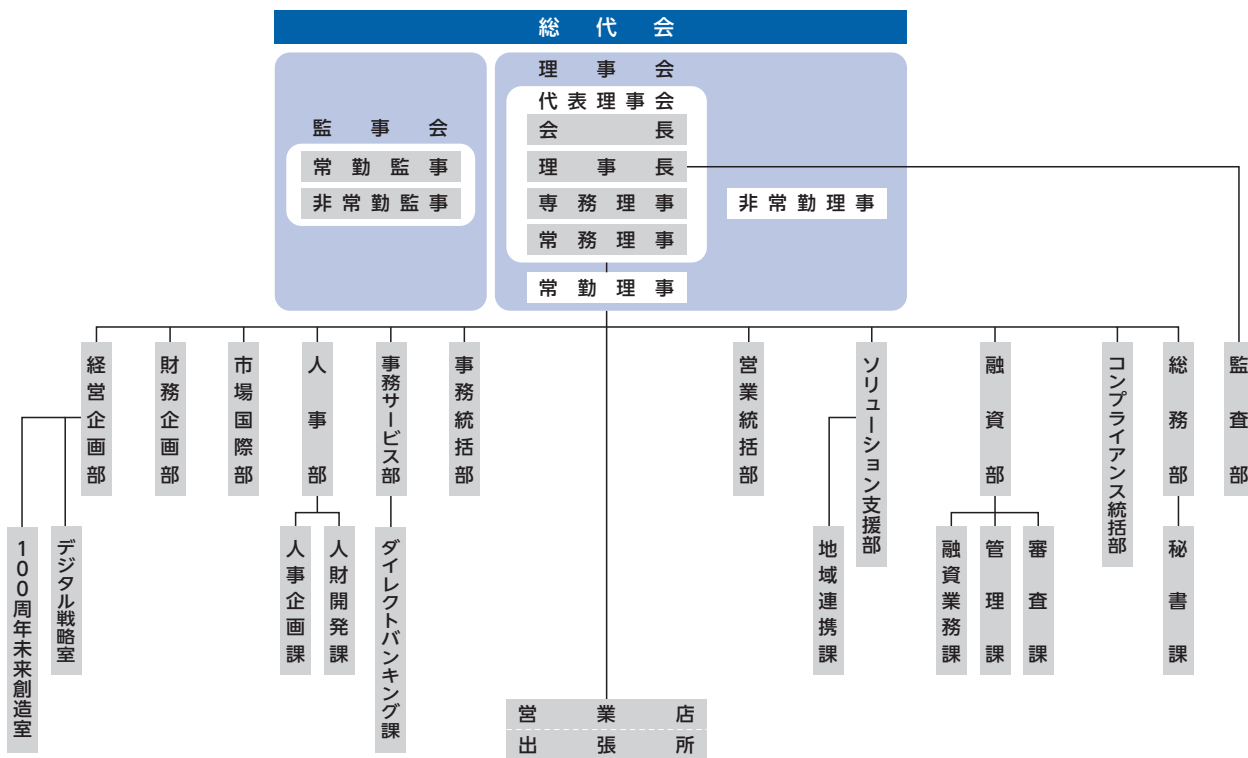 総代会
監事会
常勤監事
非常勤監事
理事会
代表理事会
会長
理事長
専務理事
常務理事
非常勤理事
常勤理事
経営企画部
財務企画部
市場国際部
人事部
事務サービス部
事務統括部
営業統括部
ソリューション支援部
融資部
コンプライアンス統括部
総務部
監査部
100周年未来創造室
デジタル戦略室
人事企画課
人財開発課
ダイレクトバンキング課
地域連携課
融資業務課
管理課
審査課
秘書課
営業店
出張所